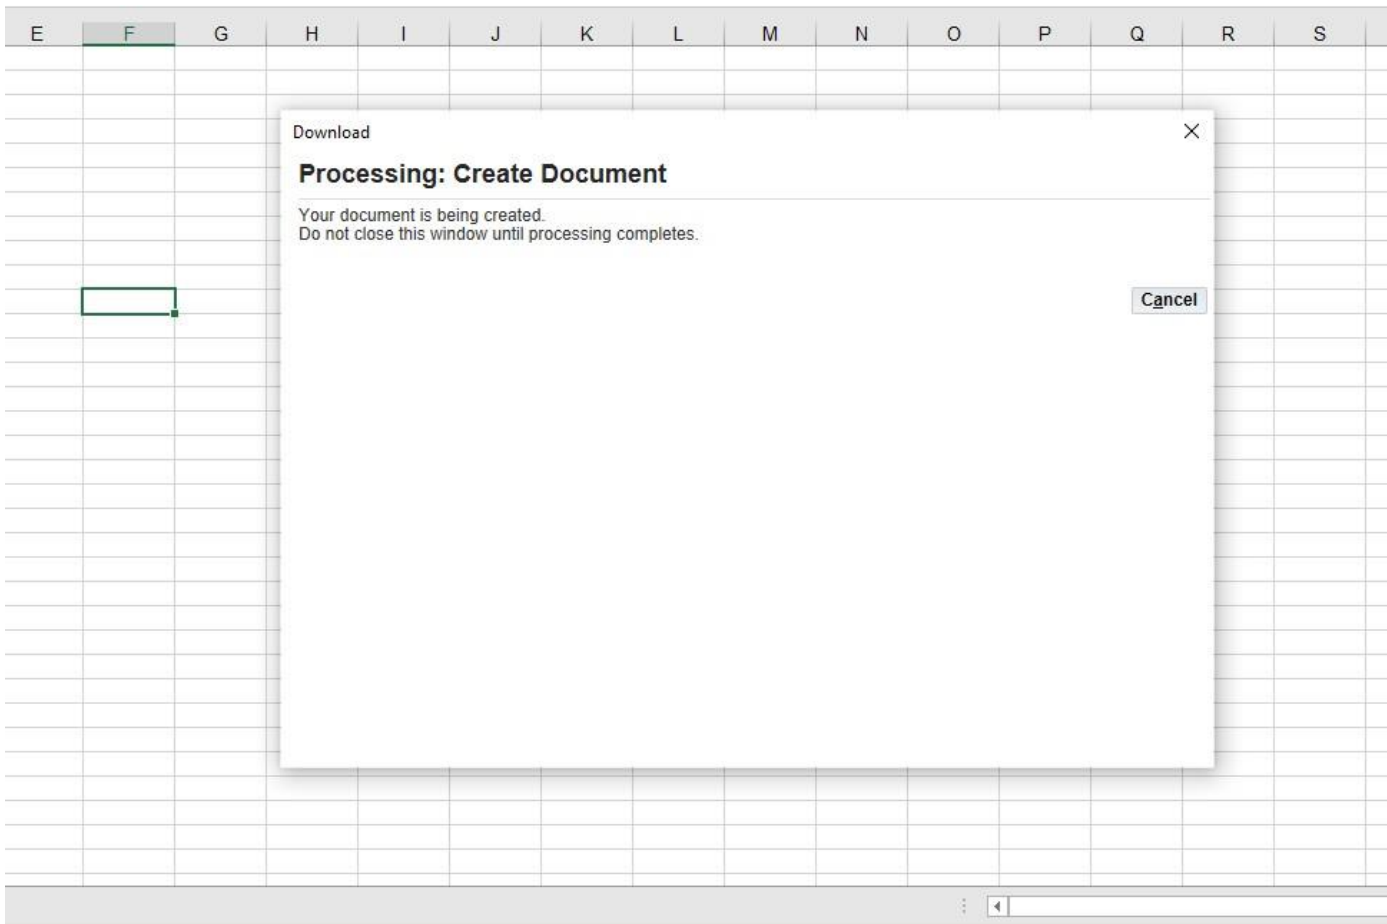 E F G H I J K L M N O P Q R S
Download
Processing: Create Document
Your document is being created.
Do not close this window until processing completes.
Cancel